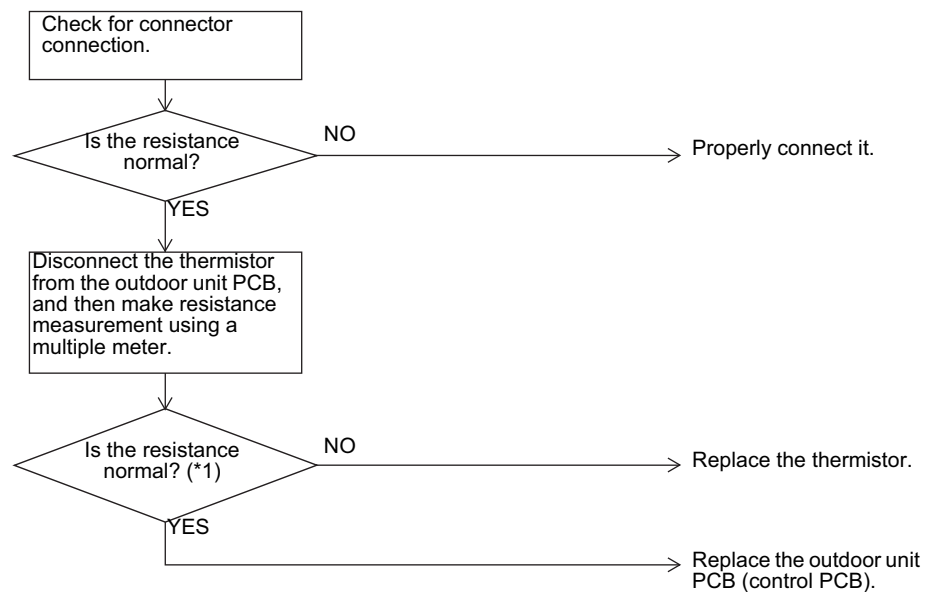 Check for connector
connection.
Is the resistance
normal?
NO
Properly connect it.
YES
Disconnect the thermistor
from the outdoor unit PCB,
and then make resistance
measurement using a
multiple meter.
Is the resistance
normal? (*1)
NO
Replace the thermistor.
YES
Replace the outdoor unit
PCB (control PCB).